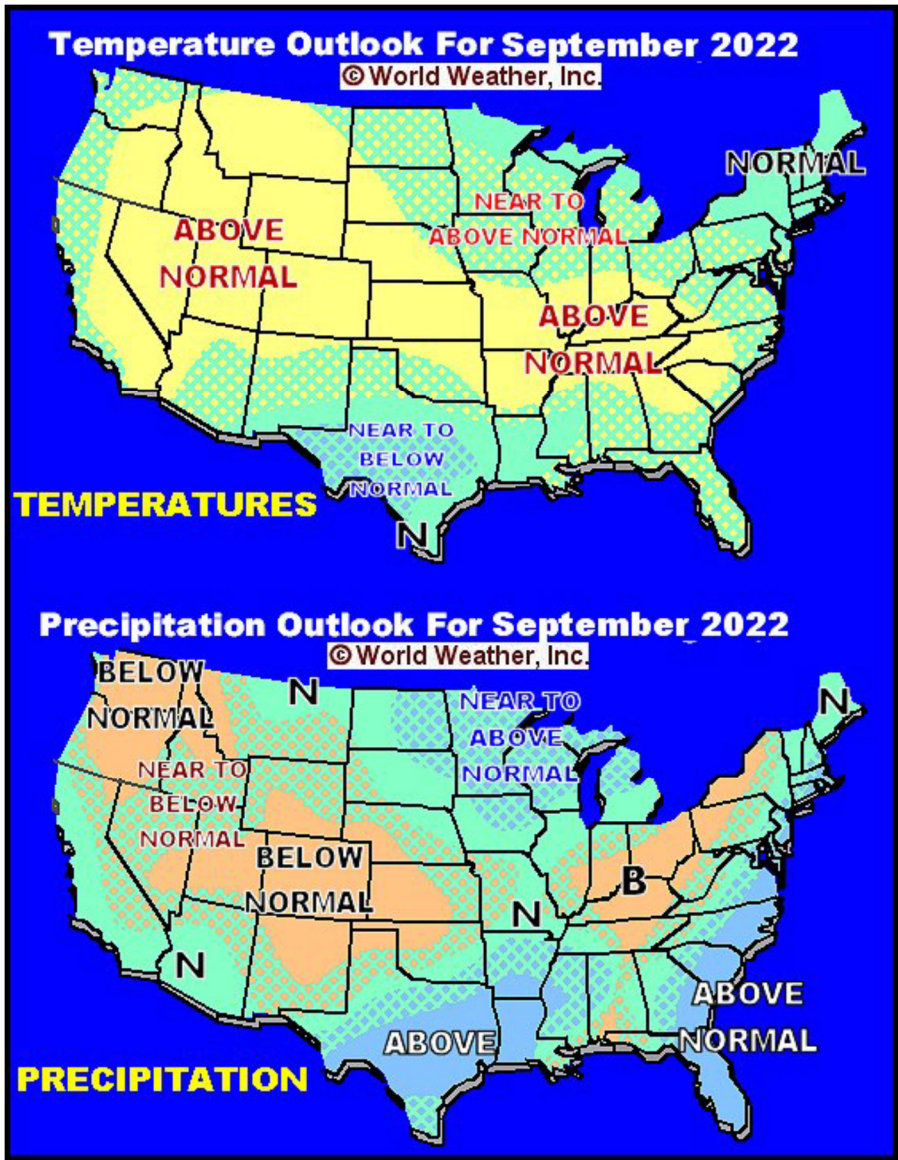 Temperature Outlook For September 2022
© World Weather, Inc.
NORMAL
NEAR TO
ABOVE NORMAL
ABOVE
NORMAL
ABOVE
NORMAL
NEAR TO
BELOW
NORMAL
TEMPERATURES
N
Precipitation Outlook For September 2022
© World Weather, Inc.
BELOW
NORMAL
N
NEAR TO
ABOVE
NORMAL
N
NEAR TO
BELOW
NORMAL
BELOW
NORMAL
B
N
N
ABOVE
NORMAL
ABOVE
PRECIPITATION